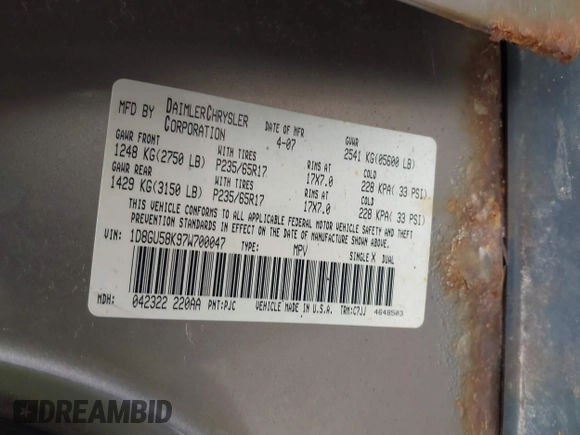 MFD BY DAIMLERCHRYSLER CORPORATION DATE OF MFR 4-07 GVWR 2541 KG(05600 LB)
GAWR FRONT WITH TIRES RIMS AT COLD
1248 KG(2750 LB) P235/65R17 17X7.0 228 KPA( 33 PSI)
GAWR REAR WITH TIRES RIMS AT COLD
1429 KG(3150 LB) P235/65R17 17X7.0 228 KPA( 33 PSI)
THIS VEHICLE CONFORMS TO ALL APPLICABLE FEDERAL MOTOR VEHICLE SAFETY, BUMPER, AND THEFT
PREVENTION STANDARDS IN EFFECT ON THE DATE OF MANUFACTURE SHOWN ABOVE.
VIN: 1D8GU58K97W700047 TYPE: MPV SINGLE X DUAL
MDH: 042322 220AA PNT:PJC VEHICLE MADE IN U.S.A. TRM:C7JJ 4648503
DREAMBID